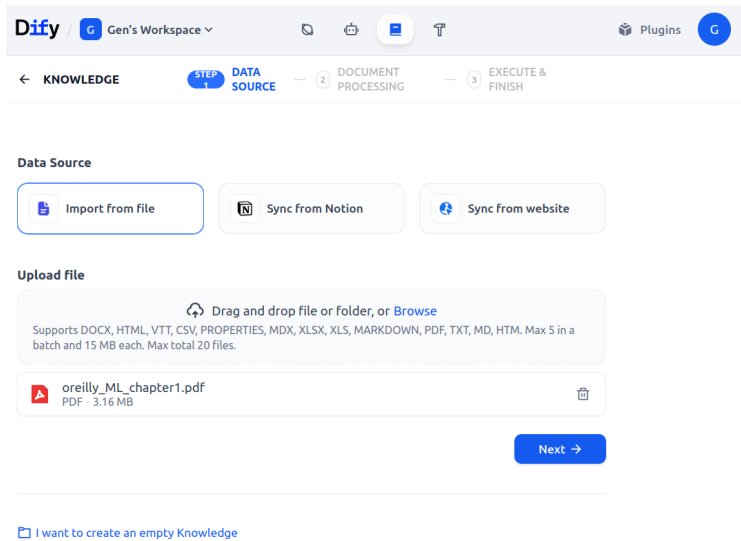 Dify / G Gen's Workspace Plugins G
KNOWLEDGE
STEP 1 DATA SOURCE
2 DOCUMENT PROCESSING
3 EXECUTE & FINISH
Data Source
Import from file
Sync from Notion
Sync from website
Upload file
Drag and drop file or folder, or Browse
Supports DOCX, HTML, VTT, CSV, PROPERTIES, MDX, XLSX, XLS, MARKDOWN, PDF, TXT, MD, HTM. Max 5 in a
batch and 15 MB each. Max total 20 files.
oreilly_ML_chapter1.pdf
PDF · 3.16 MB
Next →
I want to create an empty Knowledge